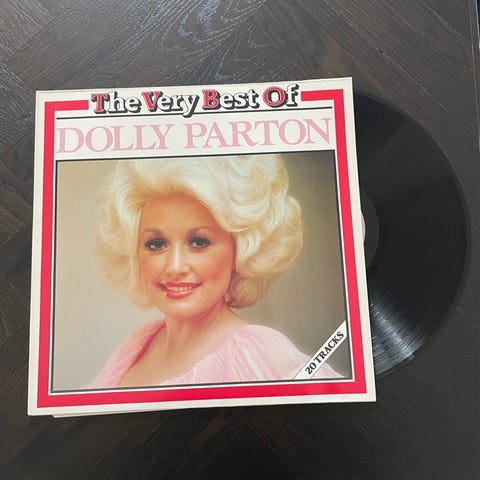 The Very Best Of
DOLLY PARTON
20 TRACKS